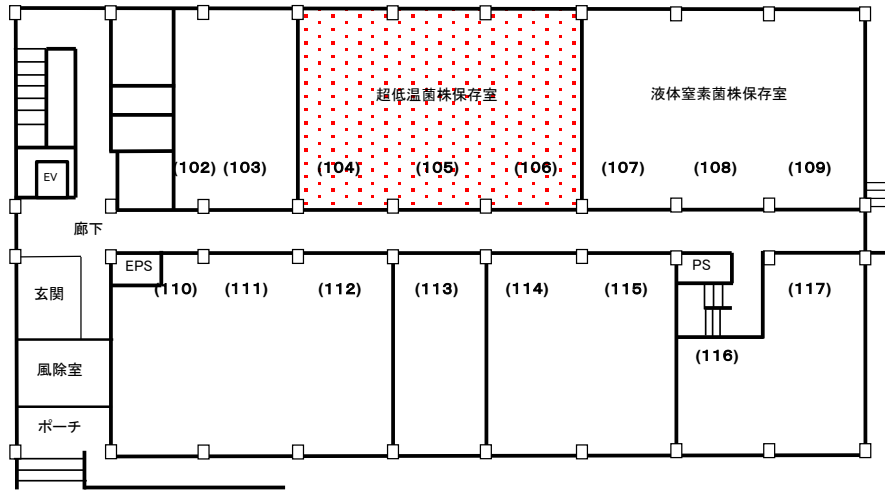 超低温菌株保存室
液体窒素菌株保存室
(102)
(103)
(104)
(105)
(106)
(107)
(108)
(109)
EV
廊下
EPS
PS
(110)
(111)
(112)
(113)
(114)
(115)
(117)
玄関
(116)
風除室
ポーチ